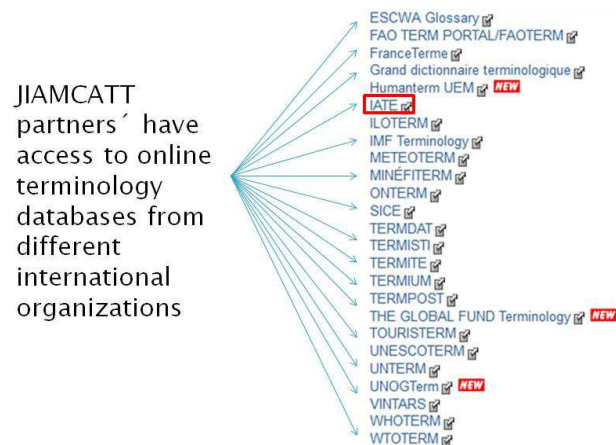 JIAMCATT
partners´ have
access to online
terminology
databases from
different
international
organizations
ESCWA Glossary
FAO TERM PORTAL/FAOTERM
FranceTerme
Grand dictionnaire terminologique
Humanterm UEM NEW
IATE
ILOTERM
IMF Terminology
METEOTERM
MINÉFITERM
ONTERM
SICE
TERMDAT
TERMISTI
TERMITE
TERMIUM
TERMPOST
THE GLOBAL FUND Terminology NEW
TOURISTERM
UNESCOTERM
UNTERM
UNOGTerm NEW
VINTARS
WHOTERM
WTOTERM